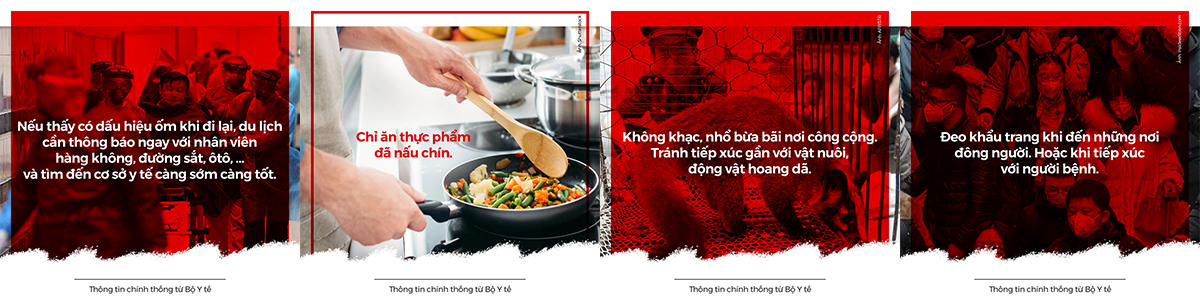 Nếu thấy có dấu hiệu ốm khi đi lại, du lịch
cần thông báo ngay với nhân viên
hàng không, đường sắt, ôtô, ...
và tìm đến cơ sở y tế càng sớm càng tốt.
Thông tin chính thống từ Bộ Y tế
Ảnh: Shutterstock
Chỉ ăn thực phẩm
đã nấu chín.
Thông tin chính thống từ Bộ Y tế
Không khạc, nhổ bừa bãi nơi công cộng.
Tránh tiếp xúc gần với vật nuôi,
động vật hoang dã.
Thông tin chính thống từ Bộ Y tế
Đeo khẩu trang khi đến những nơi
đông người. Hoặc khi tiếp xúc
với người bệnh.
Thông tin chính thống từ Bộ Y tế